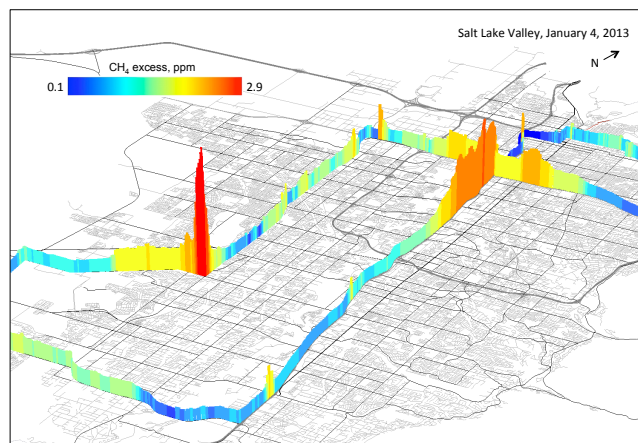 Salt Lake Valley, January 4, 2013
N
CH₄ excess, ppm
0.1
2.9